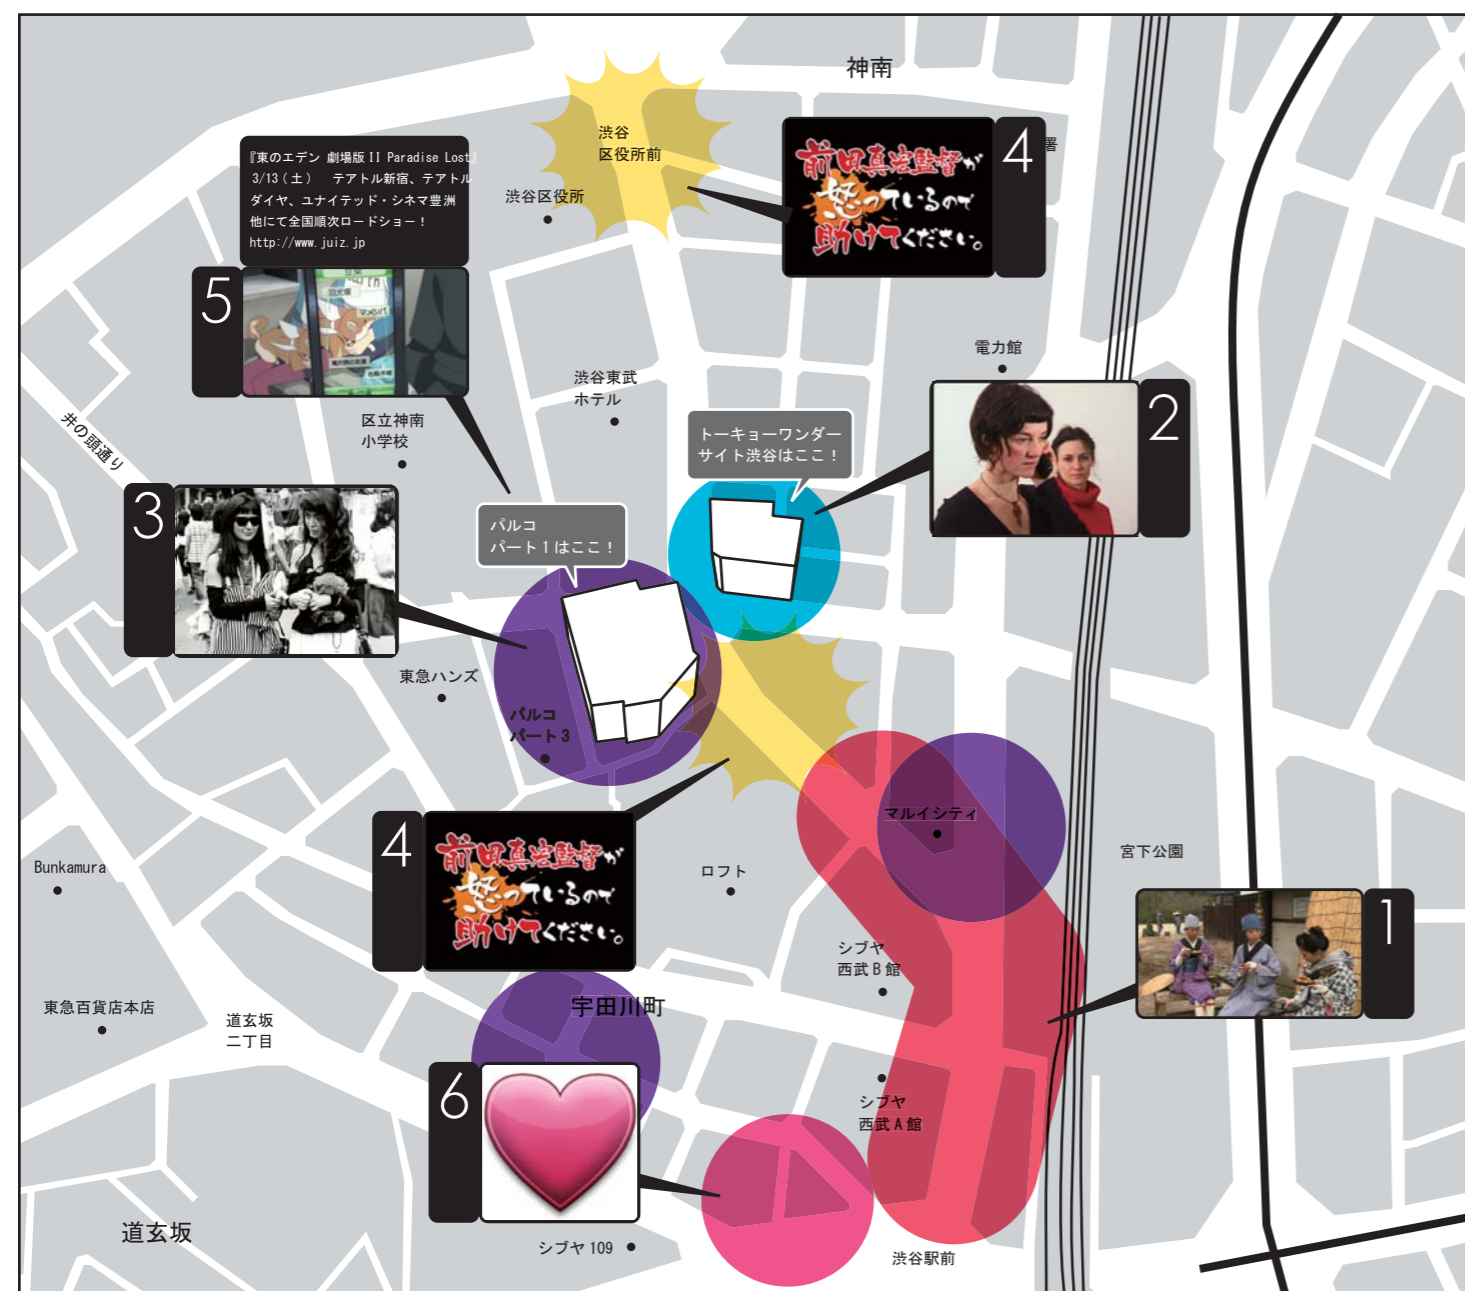 神南
渋谷
区役所前
4
前田真宏監督が
怒っているので
助けてください。
署
『東のエデン 劇場版 II Paradise Lost』
3/13（土）　テアトル新宿、テアトル
ダイヤ、ユナイテッド・シネマ豊洲
他にて全国順次ロードショー！
http://www.juiz.jp
渋谷区役所
5
マメシバ
電力館
渋谷東武
ホテル
2
区立神南
小学校
井の頭通り
トーキョーワンダー
サイト渋谷はここ！
3
パルコ
パート1はここ！
東急ハンズ
パルコ
パート3
マルイシティ
4
前田真宏監督が
怒っているので
助けてください。
宮下公園
Bunkamura
ロフト
1
シブヤ
西武B館
東急百貨店本店
宇田川町
道玄坂
二丁目
6
シブヤ
西武A館
道玄坂
シブヤ109
渋谷駅前